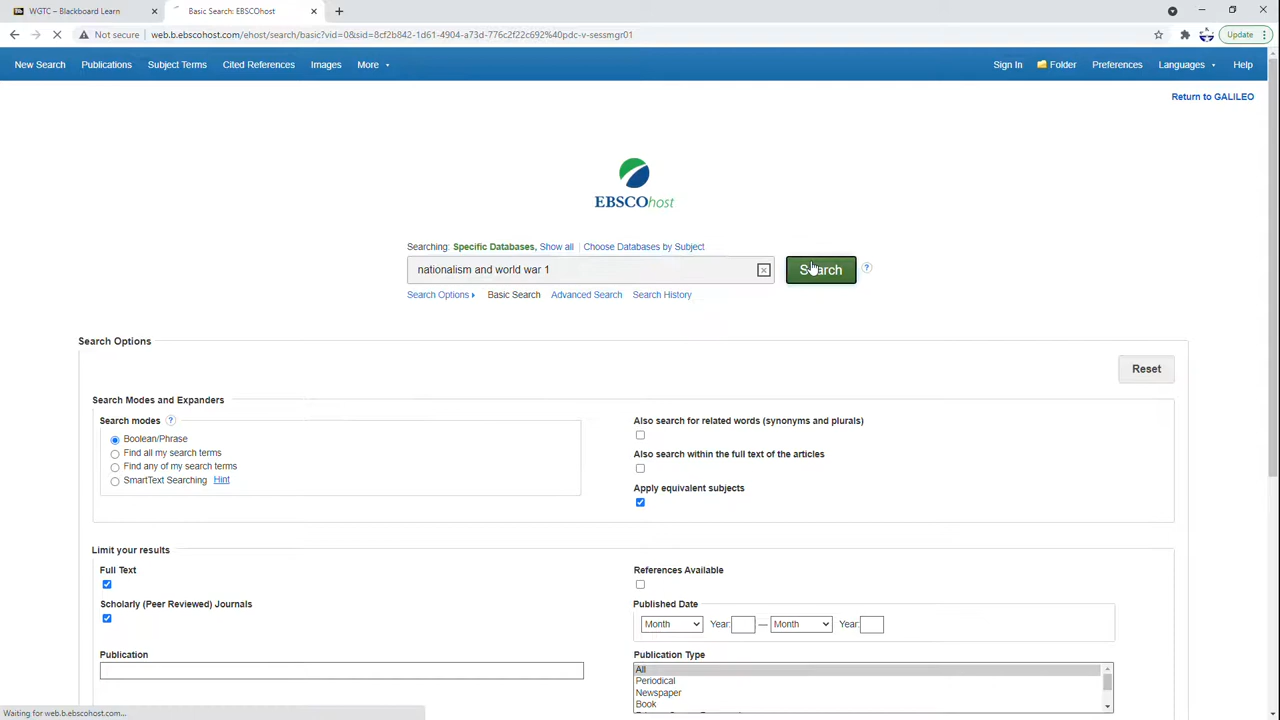 WGTC – Blackboard Learn
Basic Search: EBSCOhost
Not secure web.b.ebscohost.com/ehost/search/basic?vid=0&sid=8cf2b842-1d61-4904-a73d-776c2f22c692%40pdc-v-sessmgr01 Update
New Search Publications Subject Terms Cited References Images More Sign In Folder Preferences Languages Help
Return to GALILEO
EBSCOhost
Searching: Specific Databases, Show all Choose Databases by Subject
nationalism and world war 1 Search
Search Options Basic Search Advanced Search Search History
Search Options
Reset
Search Modes and Expanders
Search modes
Boolean/Phrase
Find all my search terms
Find any of my search terms
SmartText Searching Hint
Also search for related words (synonyms and plurals)
Also search within the full text of the articles
Apply equivalent subjects
Limit your results
Full Text
Scholarly (Peer Reviewed) Journals
Publication
References Available
Published Date
Month Year: — Month Year:
Publication Type
All
Periodical
Newspaper
Book
Waiting for web.b.ebscohost.com...